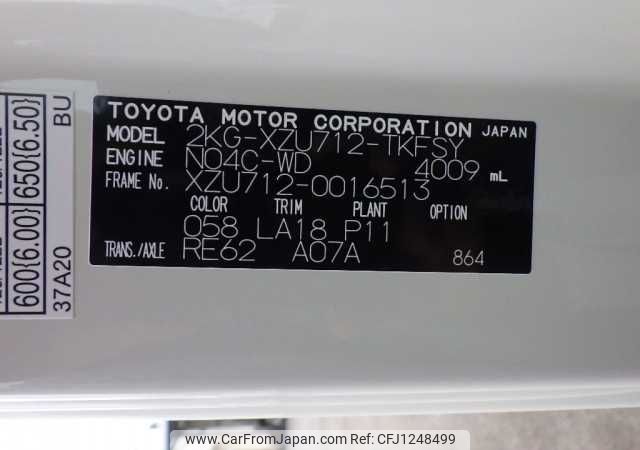 TOYOTA MOTOR CORPORATION JAPAN
MODEL 2KG-XZU712-TKFSY
ENGINE N04C-WD 4009 mL
FRAME No. XZU712-0016513
COLOR TRIM PLANT OPTION
058 LA18 P11
TRANS./AXLE RE62 A07A 864
600{6.00} 650{6.50}
37A20 BU
www.CarFromJapan.com - CFJ1248499